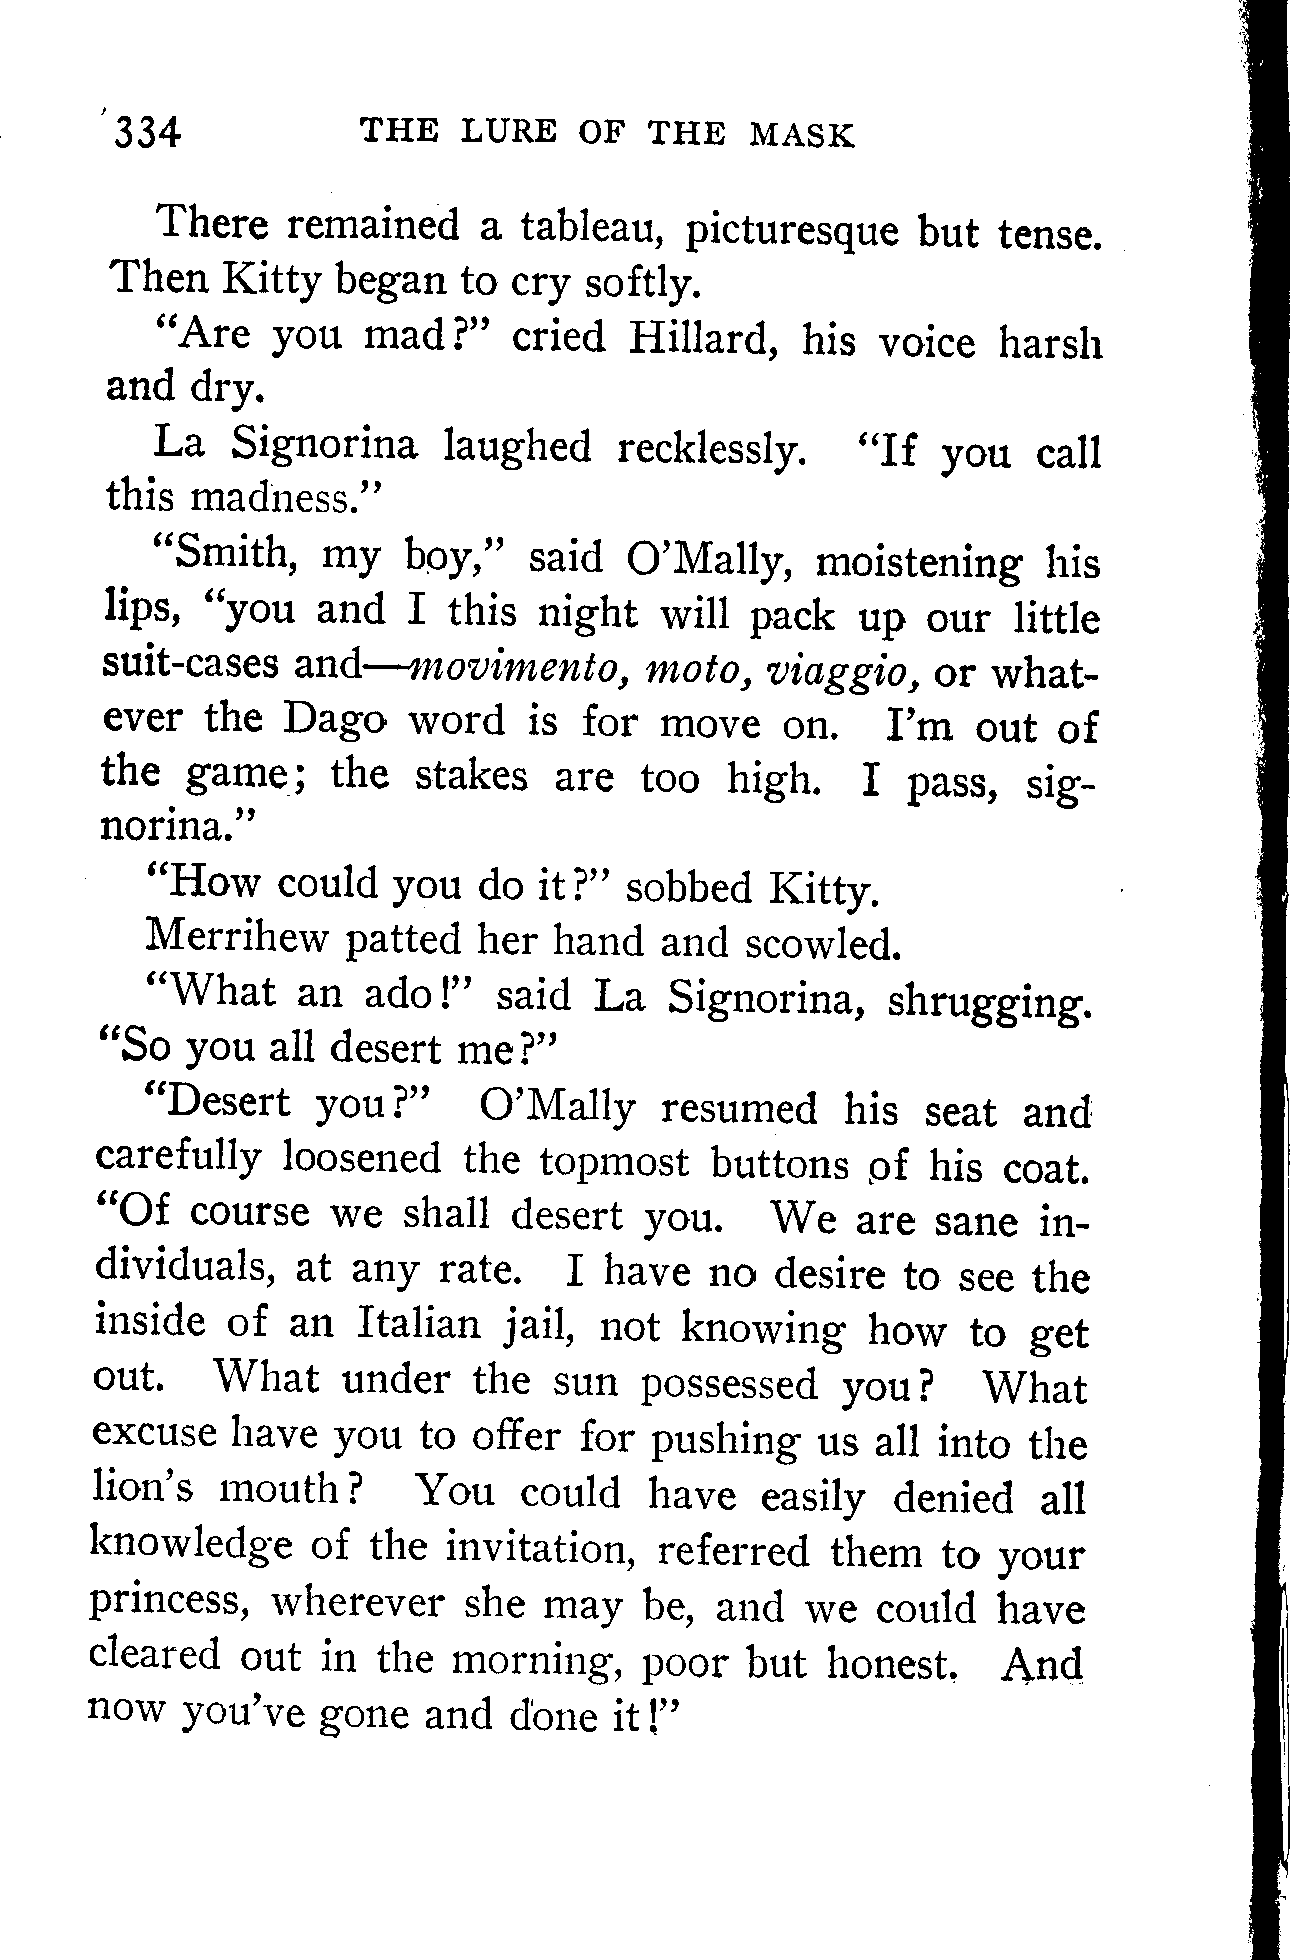 334 THE LURE OF THE MASK
There remained a tableau, picturesque but tense.
Then Kitty began to cry softly.
“Are you mad?” cried Hillard, his voice harsh
and dry.
La Signorina laughed recklessly. “If you call
this madness.”
“Smith, my boy,” said O’Mally, moistening his
lips, “you and I this night will pack up our little
suit-cases and—movimento, moto, viaggio, or what-
ever the Dago word is for move on. I’m out of
the game; the stakes are too high. I pass, sig-
norina.”
“How could you do it?” sobbed Kitty.
Merrihew patted her hand and scowled.
“What an ado!” said La Signorina, shrugging.
“So you all desert me?”
“Desert you?” O’Mally resumed his seat and
carefully loosened the topmost buttons of his coat.
“Of course we shall desert you. We are sane in-
dividuals, at any rate. I have no desire to see the
inside of an Italian jail, not knowing how to get
out. What under the sun possessed you? What
excuse have you to offer for pushing us all into the
lion’s mouth? You could have easily denied all
knowledge of the invitation, referred them to your
princess, wherever she may be, and we could have
cleared out in the morning, poor but honest. And
now you’ve gone and done it!”